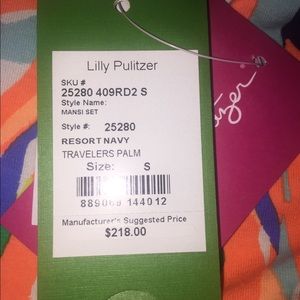 Lilly Pulitzer
SKU #
25280 409RD2 S
Style Name:
MANSI SET
Style #: 25280
RESORT NAVY
TRAVELERS PALM
Size: S
889069 144012
Manufacturer's Suggested Price
$218.00